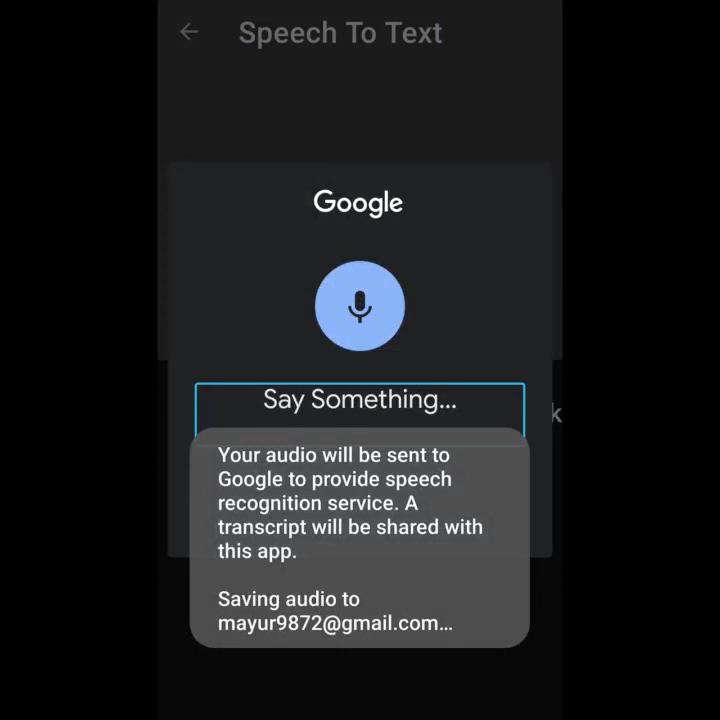 Speech To Text
Google
Say Something...
k
Your audio will be sent to
Google to provide speech
recognition service. A
transcript will be shared with
this app.
Saving audio to
mayur9872@gmail.com...